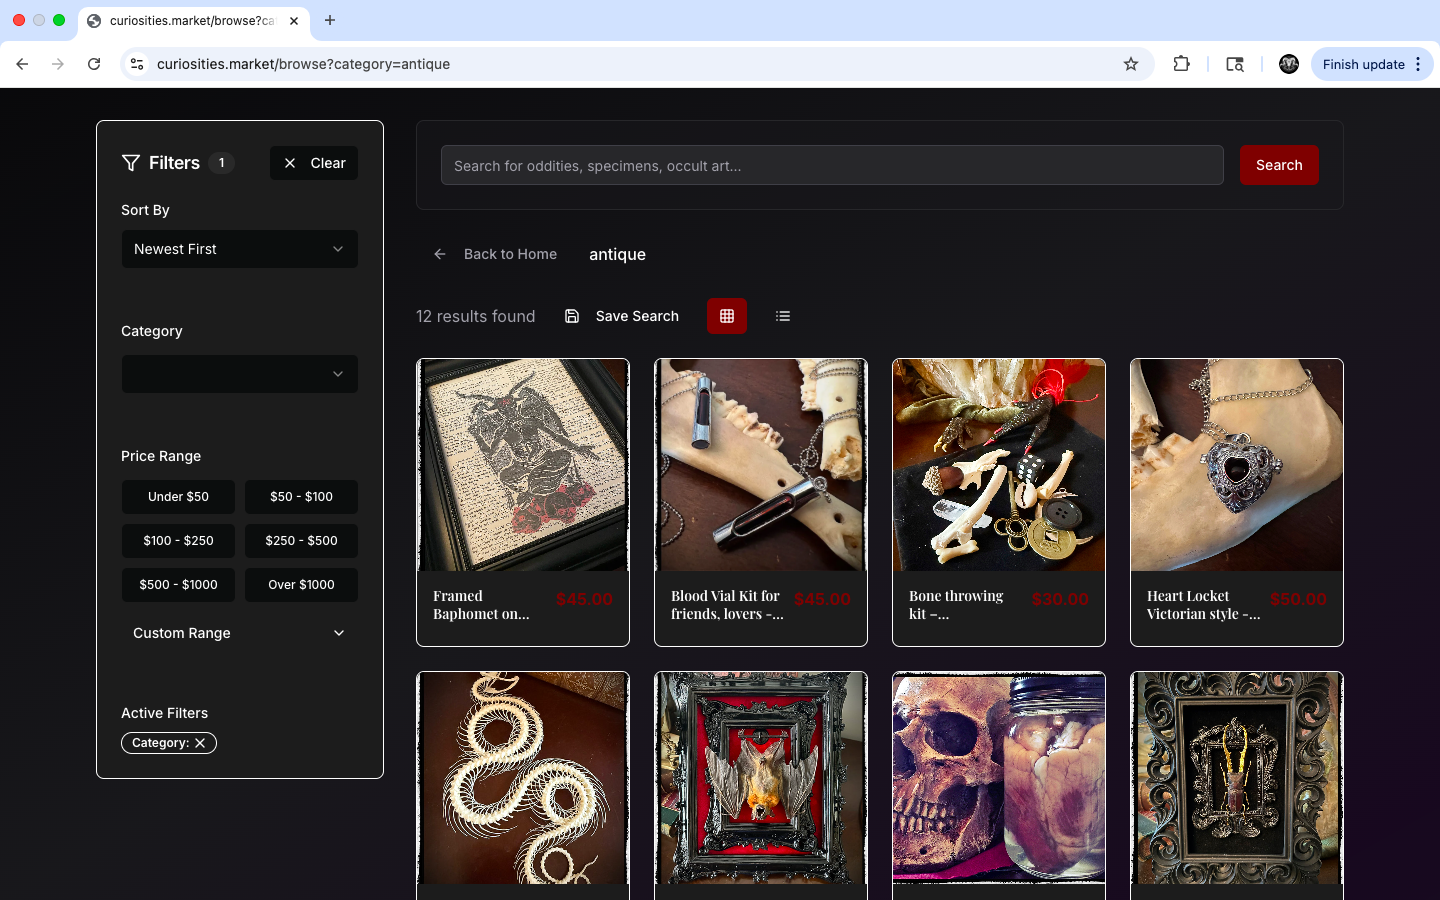 curiosities.market/browse?ca
curiosities.market/browse?category=antique
Finish update
Filters
1
Clear
Sort By
Newest First
Category
Price Range
Under $50
$50 - $100
$100 - $250
$250 - $500
$500 - $1000
Over $1000
Custom Range
Active Filters
Category:
Search for oddities, specimens, occult art...
Search
Back to Home
antique
12 results found
Save Search
Framed
Baphomet on...
$45.00
Blood Vial Kit for
friends, lovers -...
$45.00
Bone throwing
kit –...
$30.00
Heart Locket
Victorian style -...
$50.00